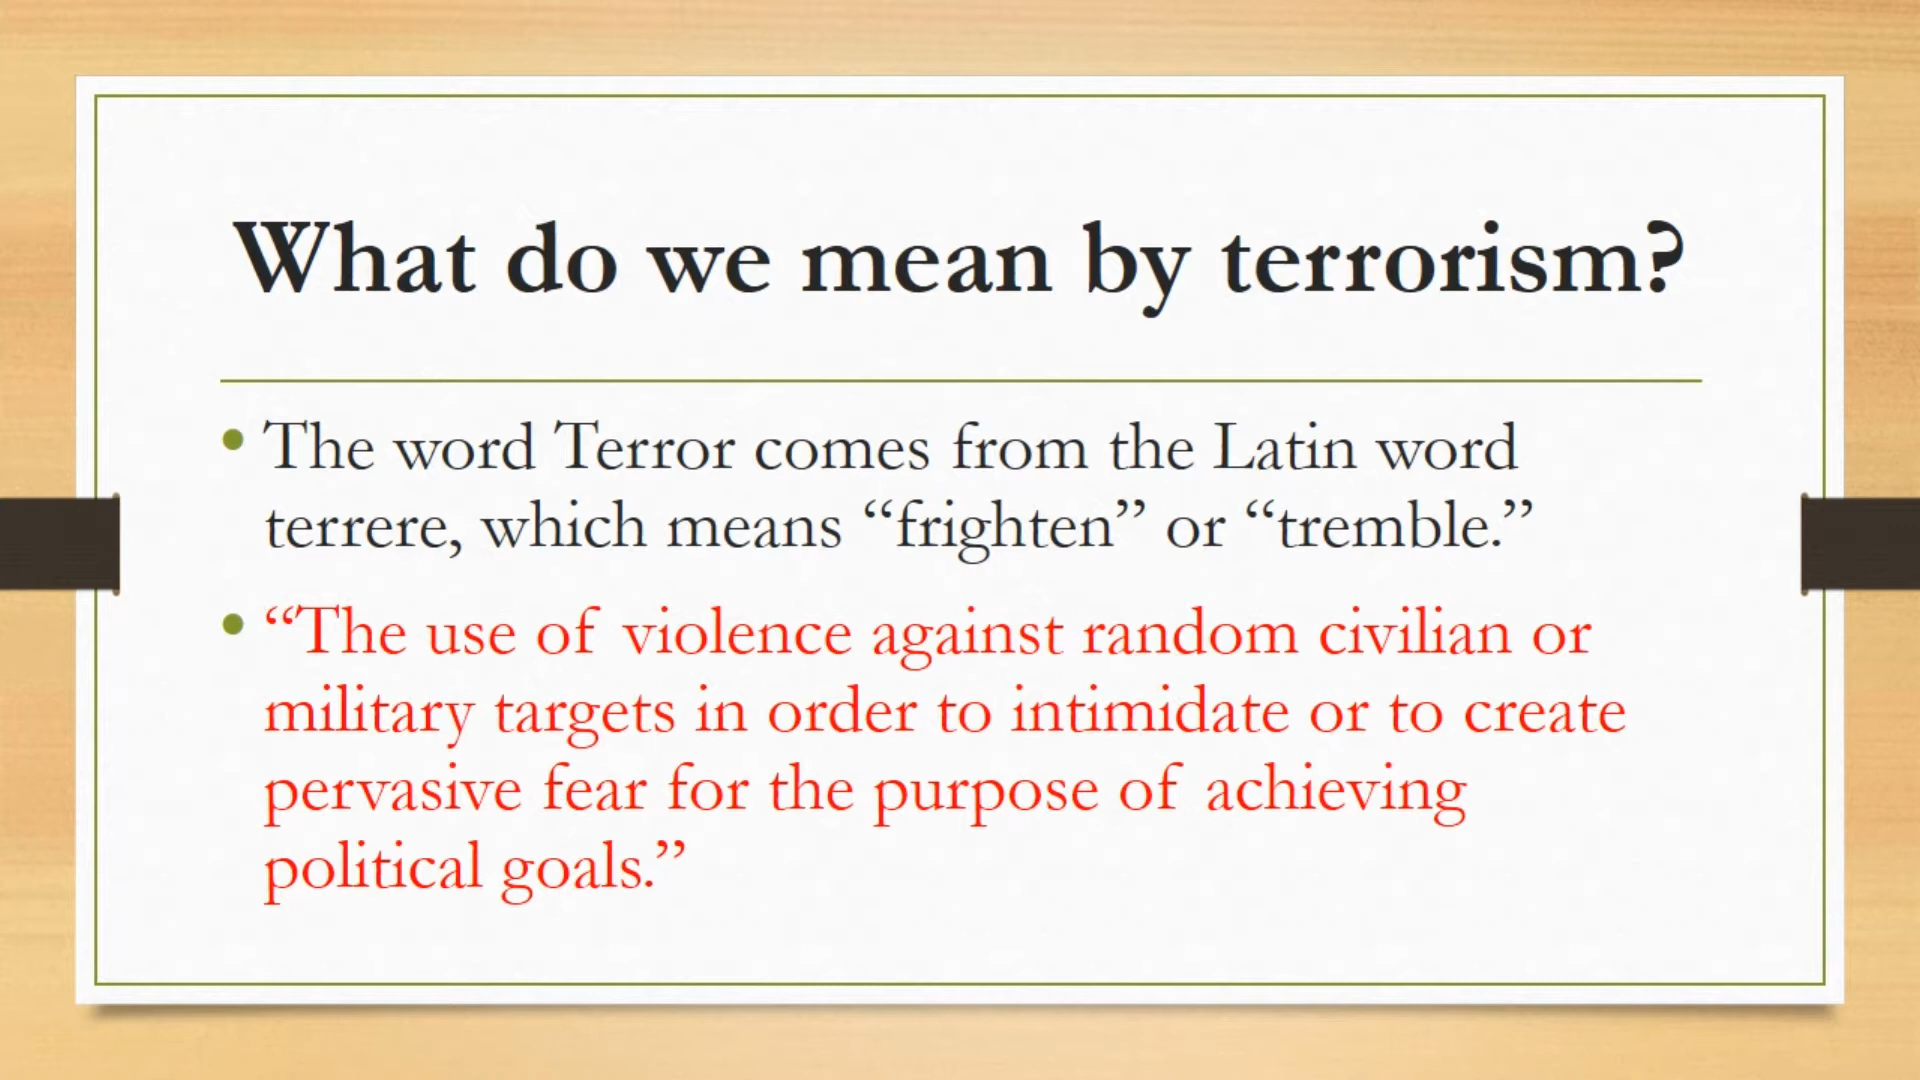 What do we mean by terrorism?
• The word Terror comes from the Latin word
terrere, which means “frighten” or “tremble.”
• “The use of violence against random civilian or
military targets in order to intimidate or to create
pervasive fear for the purpose of achieving
political goals.”